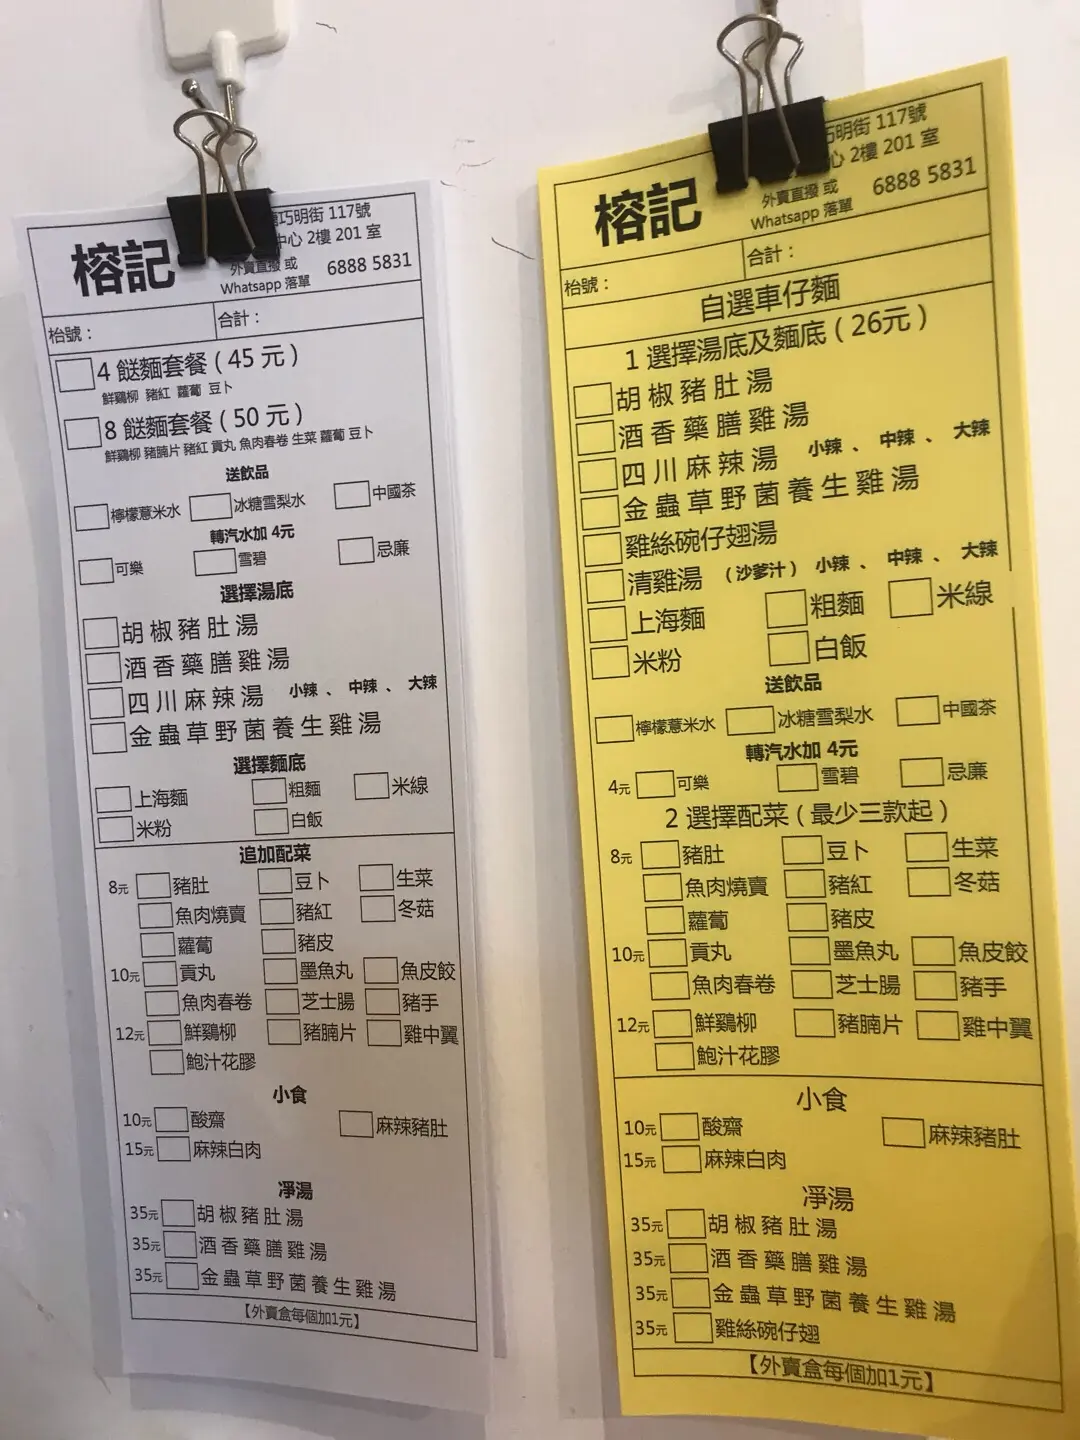 榕記
巧明街 117號
中心 2樓 201 室
外賣直撥 或
Whatsapp 落單
6888 5831
枱號：
合計：
4 餸麵套餐 ( 45 元 )
鮮鷄柳 豬紅 蘿蔔 豆卜
8 餸麵套餐 ( 50 元 )
鮮鷄柳 豬腩片 豬紅 貢丸 魚肉春卷 生菜 蘿蔔 豆卜
送飲品
檸檬薏米水 冰糖雪梨水 中國茶
轉汽水加 4元
可樂 雪碧 忌廉
選擇湯底
胡椒豬肚湯
酒香藥膳雞湯
四川麻辣湯 小辣 、 中辣 、 大辣
金蟲草野菌養生雞湯
選擇麵底
上海麵 粗麵 米線
米粉 白飯
追加配菜
8元 豬肚 豆卜 生菜
魚肉燒賣 豬紅 冬菇
蘿蔔 豬皮
10元 貢丸 墨魚丸 魚皮餃
魚肉春卷 芝士腸 豬手
12元 鮮鷄柳 豬腩片 雞中翼
鮑汁花膠
小食
10元 酸齋 麻辣豬肚
15元 麻辣白肉
凈湯
35元 胡椒豬肚湯
35元 酒香藥膳雞湯
35元 金蟲草野菌養生雞湯
【外賣盒每個加1元】
榕記
巧明街 117號
心 2樓 201 室
外賣直撥 或
Whatsapp 落單
6888 5831
枱號：
合計：
自選車仔麵
1 選擇湯底及麵底 ( 26元 )
胡椒豬肚湯
酒香藥膳雞湯
四川麻辣湯 小辣 、 中辣 、 大辣
金蟲草野菌養生雞湯
雞絲碗仔翅湯
清雞湯 （沙爹汁） 小辣 、 中辣 、 大辣
上海麵 粗麵 米線
米粉 白飯
送飲品
檸檬薏米水 冰糖雪梨水 中國茶
轉汽水加 4元
4元 可樂 雪碧 忌廉
2 選擇配菜 ( 最少三款起 )
8元 豬肚 豆卜 生菜
魚肉燒賣 豬紅 冬菇
蘿蔔 豬皮
10元 貢丸 墨魚丸 魚皮餃
魚肉春卷 芝士腸 豬手
12元 鮮鷄柳 豬腩片 雞中翼
鮑汁花膠
小食
10元 酸齋 麻辣豬肚
15元 麻辣白肉
凈湯
35元 胡椒豬肚湯
35元 酒香藥膳雞湯
35元 金蟲草野菌養生雞湯
35元 雞絲碗仔翅
【外賣盒每個加1元】